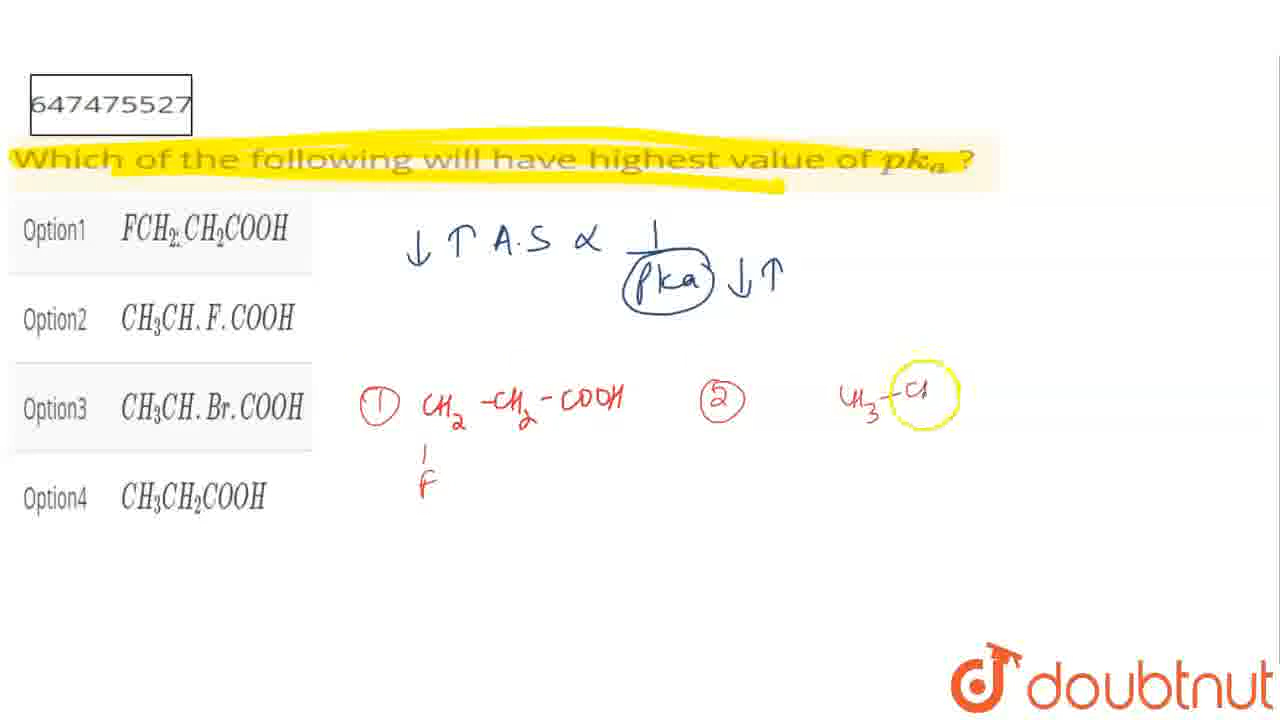 647475527
Which of the following will have highest value of pkₐ ?
Option1 FCH₂:CH₂COOH
↓ ↑ A.S ∝ 1/pka ↓ ↑
Option2 CH₃CH.F.COOH
Option3 CH₃CH.Br.COOH
① CH₂-CH₂-COOH ② CH₃-C
F
Option4 CH₃CH₂COOH
doubtnut